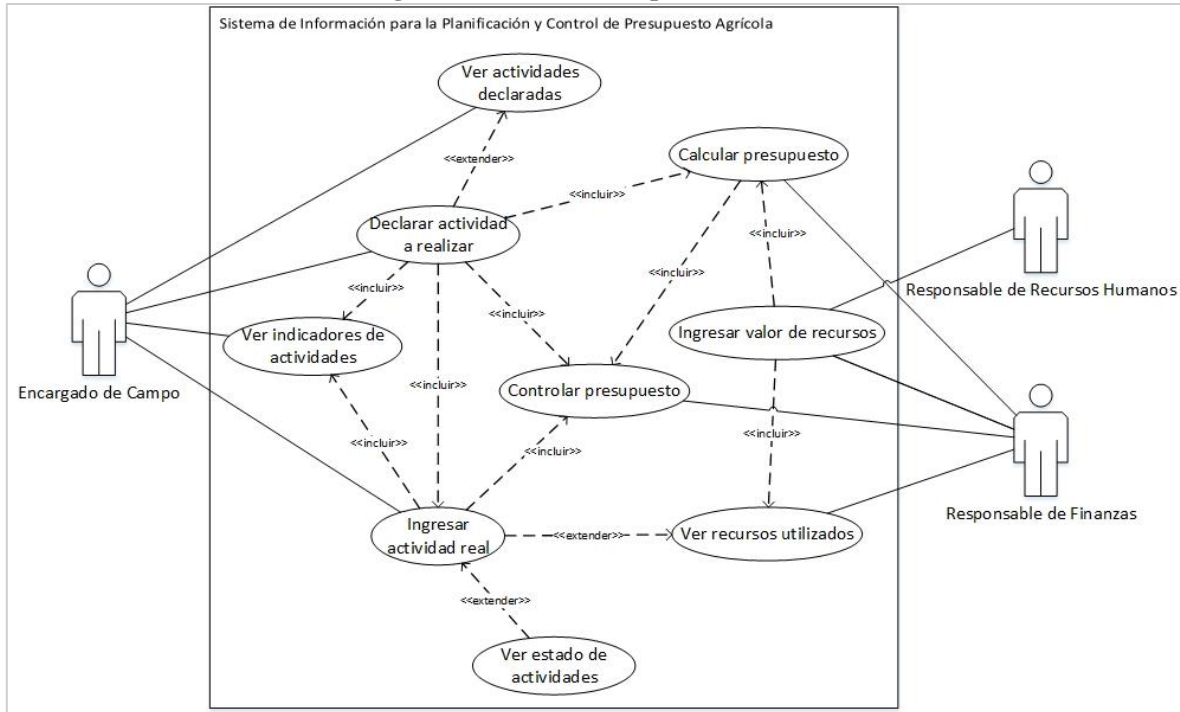 Sistema de Información para la Planificación y Control de Presupuesto Agrícola
Ver actividades
declaradas
<<extender>>
Calcular presupuesto
<<incluir>>
Declarar actividad
a realizar
<<incluir>>
<<incluir>>
<<incluir>>
<<incluir>>
Responsable de Recursos Humanos
Ver indicadores de
actividades
Ingresar valor de recursos
Encargado de Campo
<<incluir>>
Controlar presupuesto
<<incluir>>
<<incluir>>
<<incluir>>
Ingresar
actividad real
<<extender>>
Ver recursos utilizados
Responsable de Finanzas
<<extender>>
Ver estado de
actividades